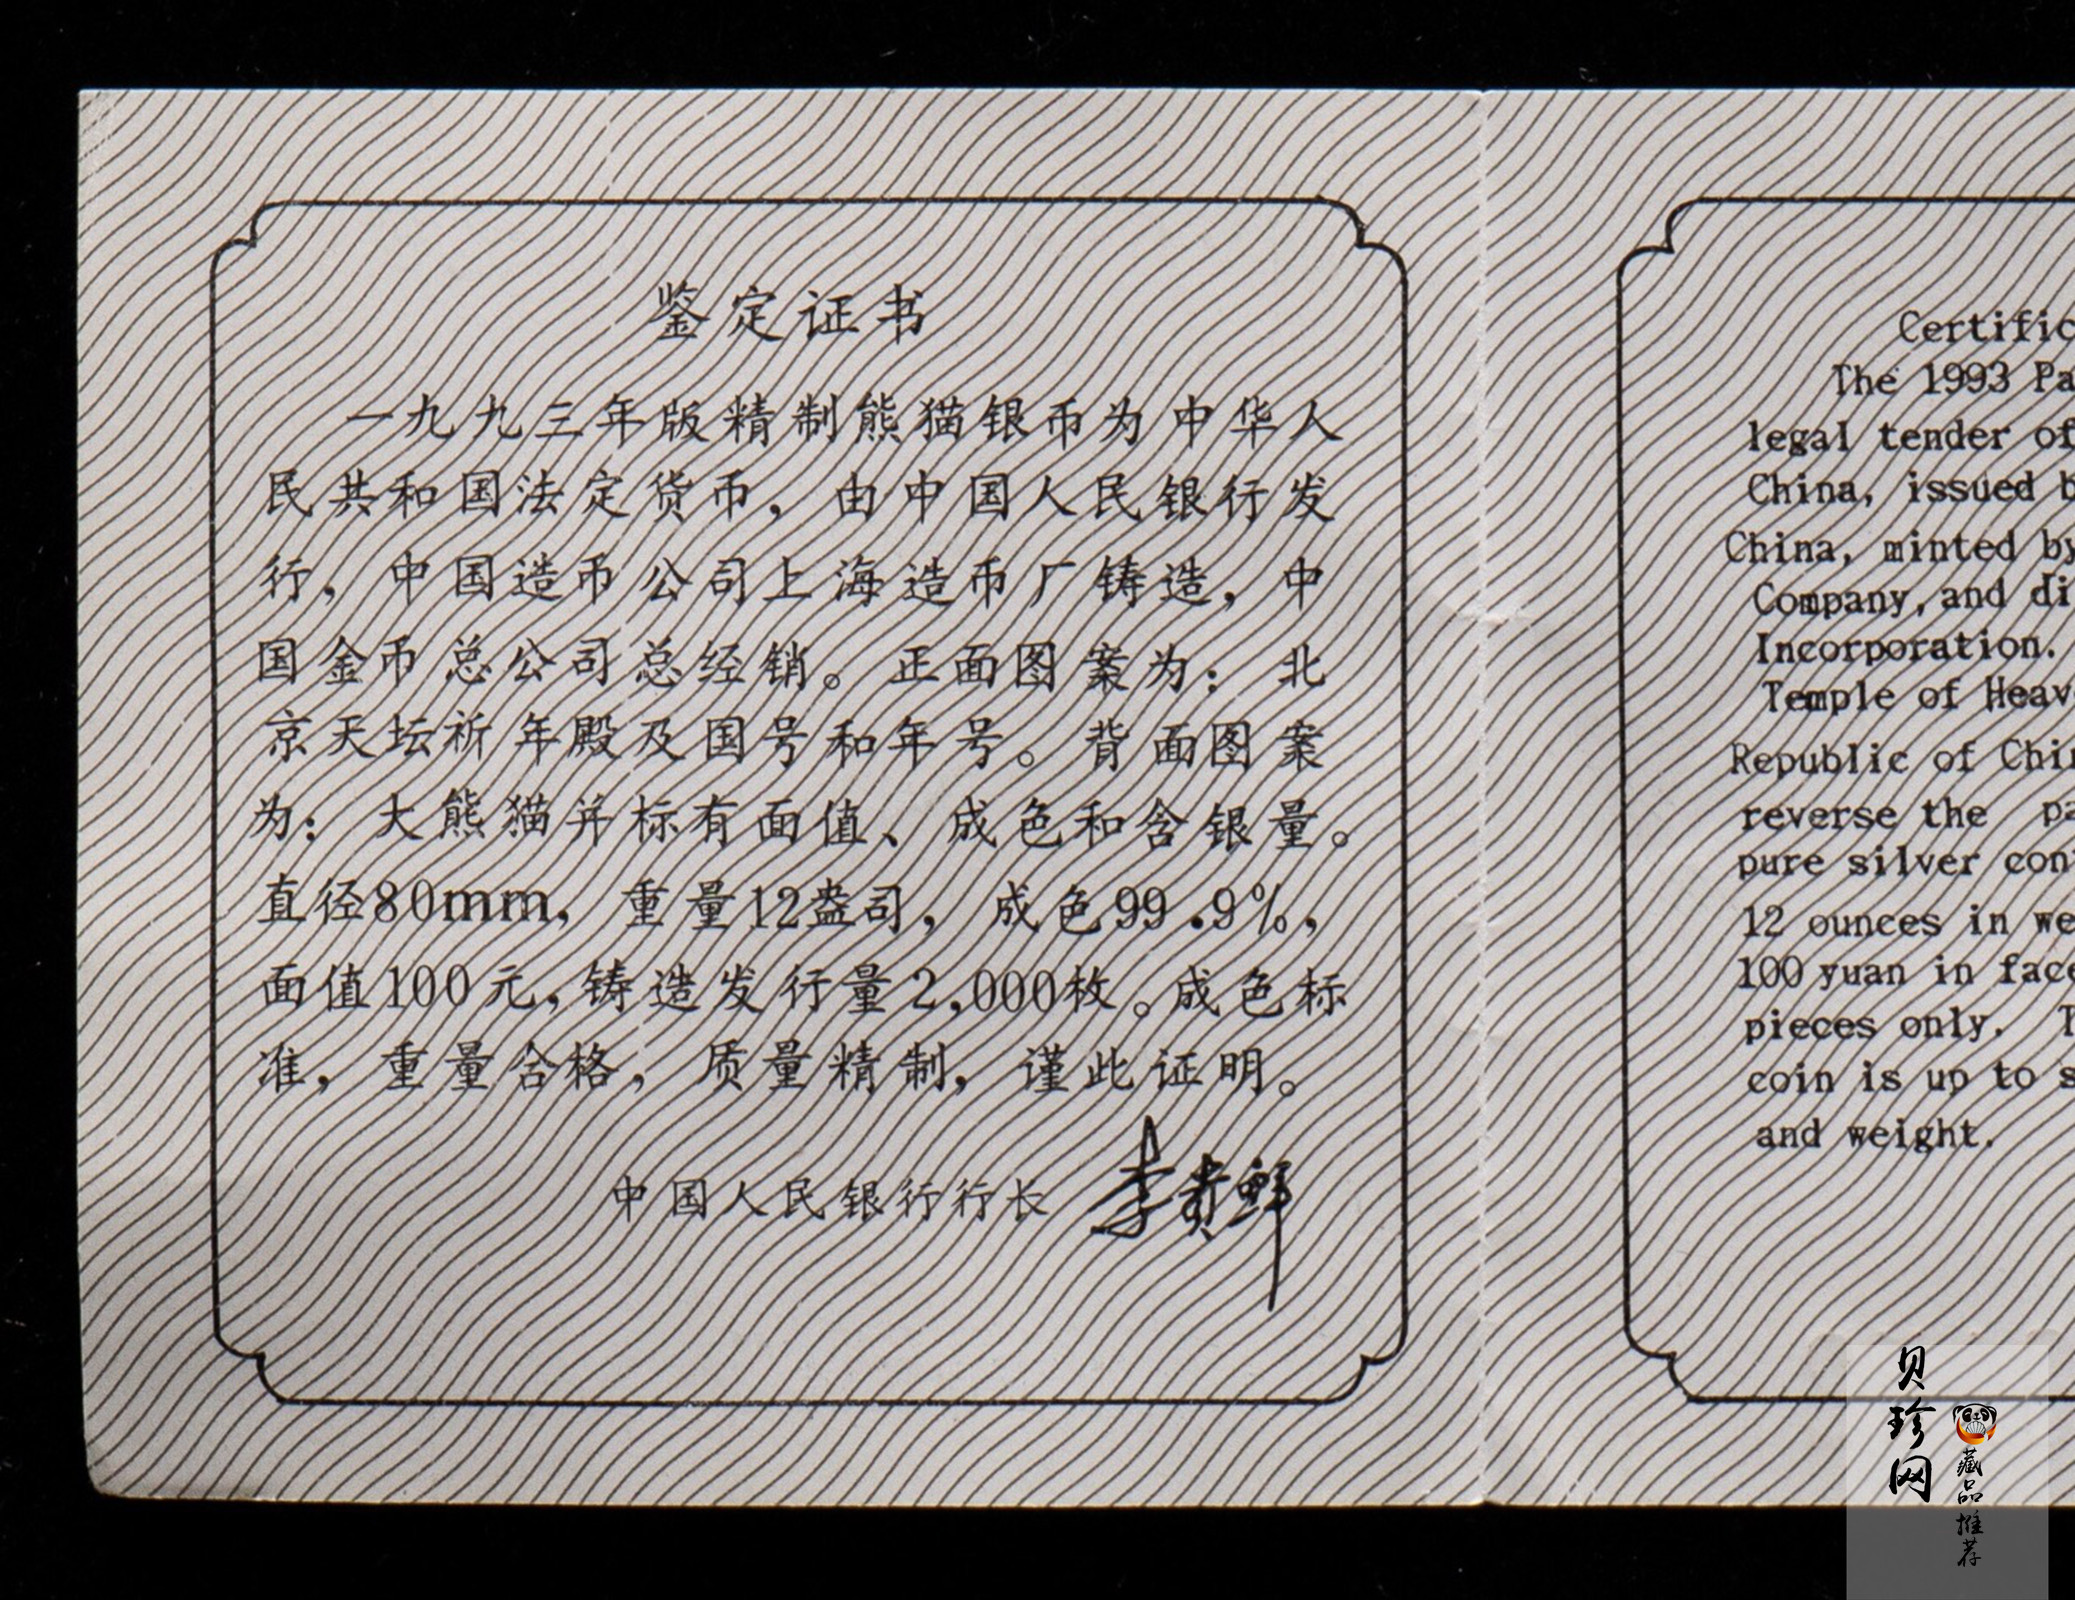 鉴定证书
一九九三年版精制熊猫银币为中华人
民共和国法定货币，由中国人民银行发
行，中国造币公司上海造币厂铸造，中
国金币总公司总经销。正面图案为：北
京天坛祈年殿及国号和年号。背面图案
为：大熊猫并标有面值、成色和含银量。
直径80mm，重量12盎司，成色99.9%，
面值100元，铸造发行量2,000枚。成色标
准，重量合格，质量精制，谨此证明。
中国人民银行行长 李贵鲜
Certific
The 1993 Pa
legal tender of
China, issued b
China, minted by
Company, and di
Incorporation.
Temple of Heav
Republic of Chi
reverse the pa
pure silver con
12 ounces in we
100 yuan in face
pieces only. T
coin is up to s
and weight.
贝珍网
藏品推荐